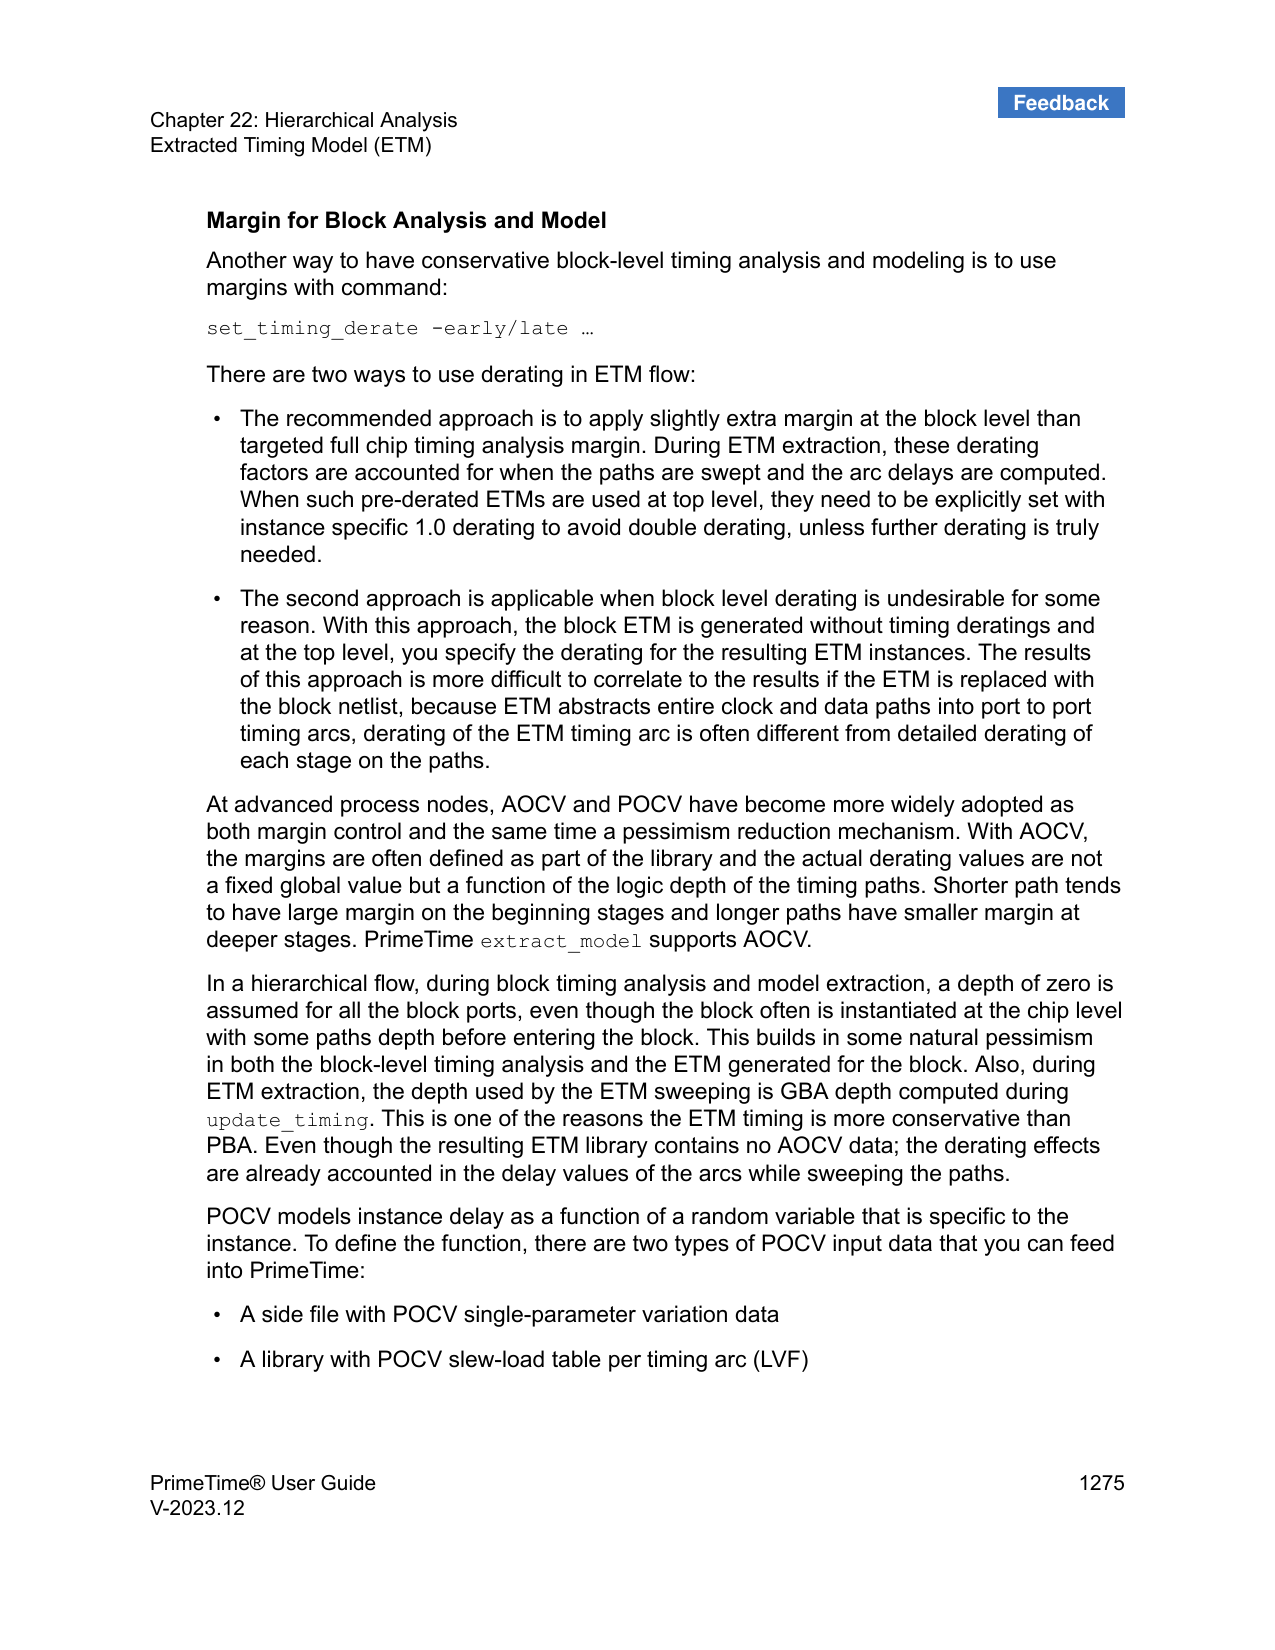 Feedback
Chapter 22: Hierarchical Analysis
Extracted Timing Model (ETM)
Margin for Block Analysis and Model
Another way to have conservative block-level timing analysis and modeling is to use
margins with command:
set_timing_derate -early/late …
There are two ways to use derating in ETM flow:
• The recommended approach is to apply slightly extra margin at the block level than
targeted full chip timing analysis margin. During ETM extraction, these derating
factors are accounted for when the paths are swept and the arc delays are computed.
When such pre-derated ETMs are used at top level, they need to be explicitly set with
instance specific 1.0 derating to avoid double derating, unless further derating is truly
needed.
• The second approach is applicable when block level derating is undesirable for some
reason. With this approach, the block ETM is generated without timing deratings and
at the top level, you specify the derating for the resulting ETM instances. The results
of this approach is more difficult to correlate to the results if the ETM is replaced with
the block netlist, because ETM abstracts entire clock and data paths into port to port
timing arcs, derating of the ETM timing arc is often different from detailed derating of
each stage on the paths.
At advanced process nodes, AOCV and POCV have become more widely adopted as
both margin control and the same time a pessimism reduction mechanism. With AOCV,
the margins are often defined as part of the library and the actual derating values are not
a fixed global value but a function of the logic depth of the timing paths. Shorter path tends
to have large margin on the beginning stages and longer paths have smaller margin at
deeper stages. PrimeTime extract_model supports AOCV.
In a hierarchical flow, during block timing analysis and model extraction, a depth of zero is
assumed for all the block ports, even though the block often is instantiated at the chip level
with some paths depth before entering the block. This builds in some natural pessimism
in both the block-level timing analysis and the ETM generated for the block. Also, during
ETM extraction, the depth used by the ETM sweeping is GBA depth computed during
update_timing. This is one of the reasons the ETM timing is more conservative than
PBA. Even though the resulting ETM library contains no AOCV data; the derating effects
are already accounted in the delay values of the arcs while sweeping the paths.
POCV models instance delay as a function of a random variable that is specific to the
instance. To define the function, there are two types of POCV input data that you can feed
into PrimeTime:
• A side file with POCV single-parameter variation data
• A library with POCV slew-load table per timing arc (LVF)
PrimeTime® User Guide 1275
V-2023.12